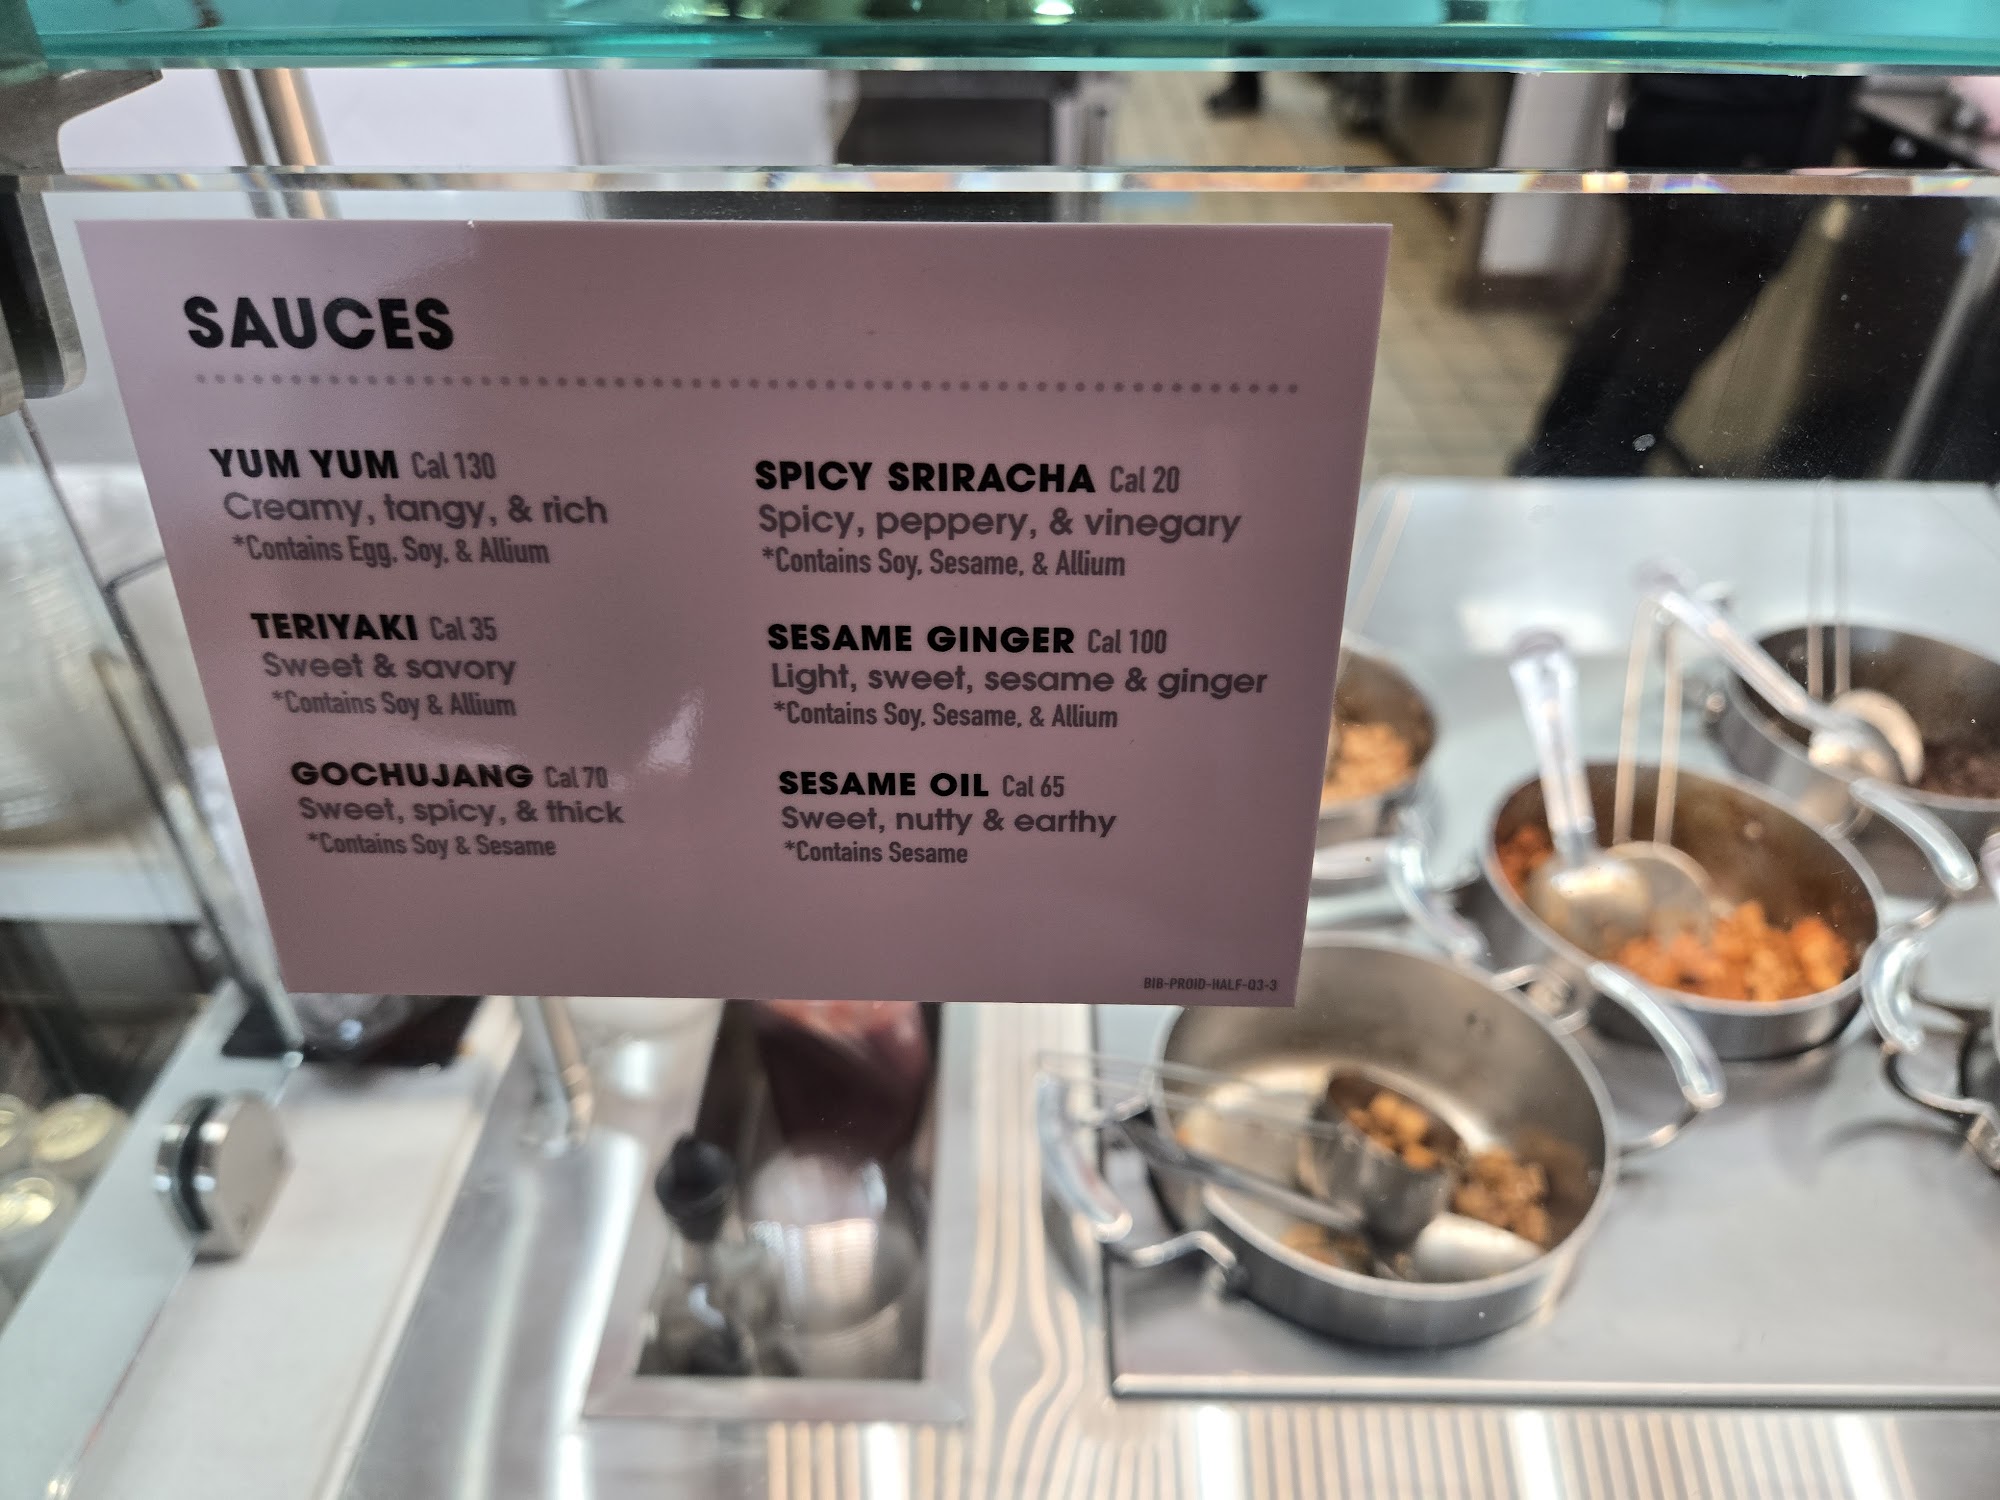 SAUCES
YUM YUM Cal 130
Creamy, tangy, & rich
*Contains Egg, Soy, & Allium
TERIYAKI Cal 35
Sweet & savory
*Contains Soy & Allium
GOCHUJANG Cal 70
Sweet, spicy, & thick
*Contains Soy & Sesame
SPICY SRIRACHA Cal 20
Spicy, peppery, & vinegary
*Contains Soy, Sesame, & Allium
SESAME GINGER Cal 100
Light, sweet, sesame & ginger
*Contains Soy, Sesame, & Allium
SESAME OIL Cal 65
Sweet, nutty & earthy
*Contains Sesame
BIB-PROID-HALF-Q3-3